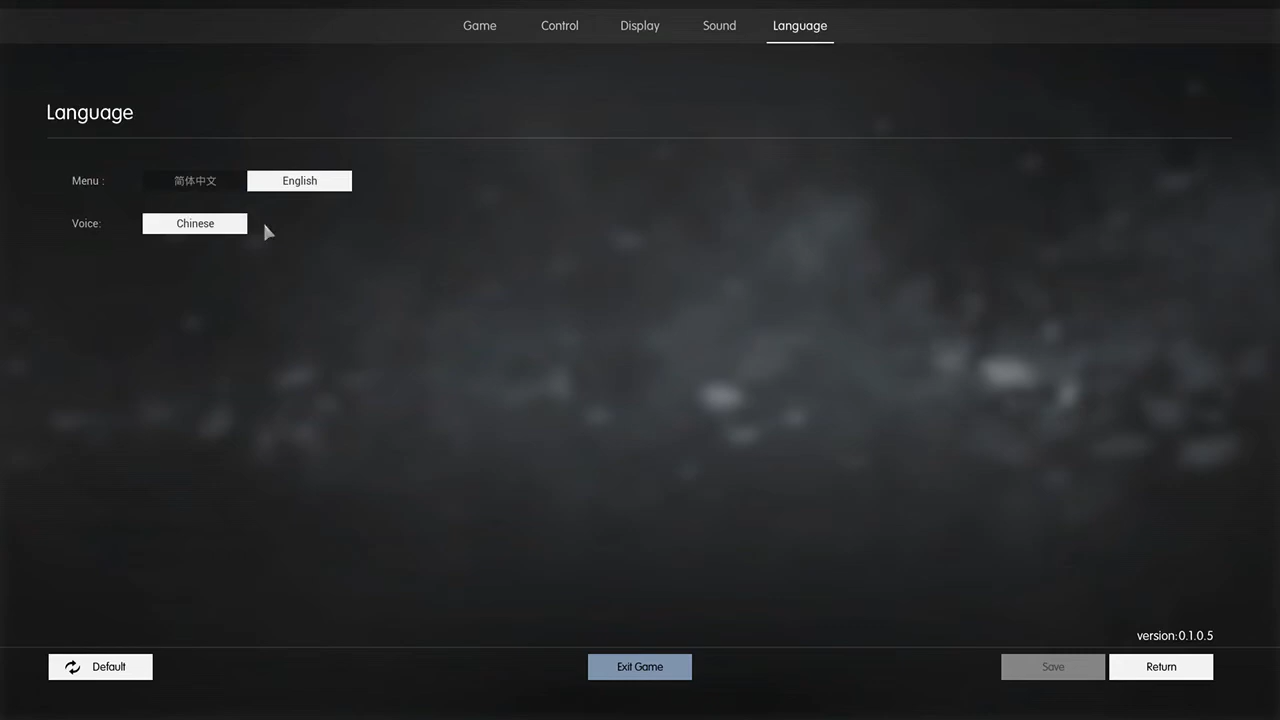 Game Control Display Sound Language
Language
Menu : 简体中文 English
Voice: Chinese
version:0.1.0.5
Default Exit Game Save Return